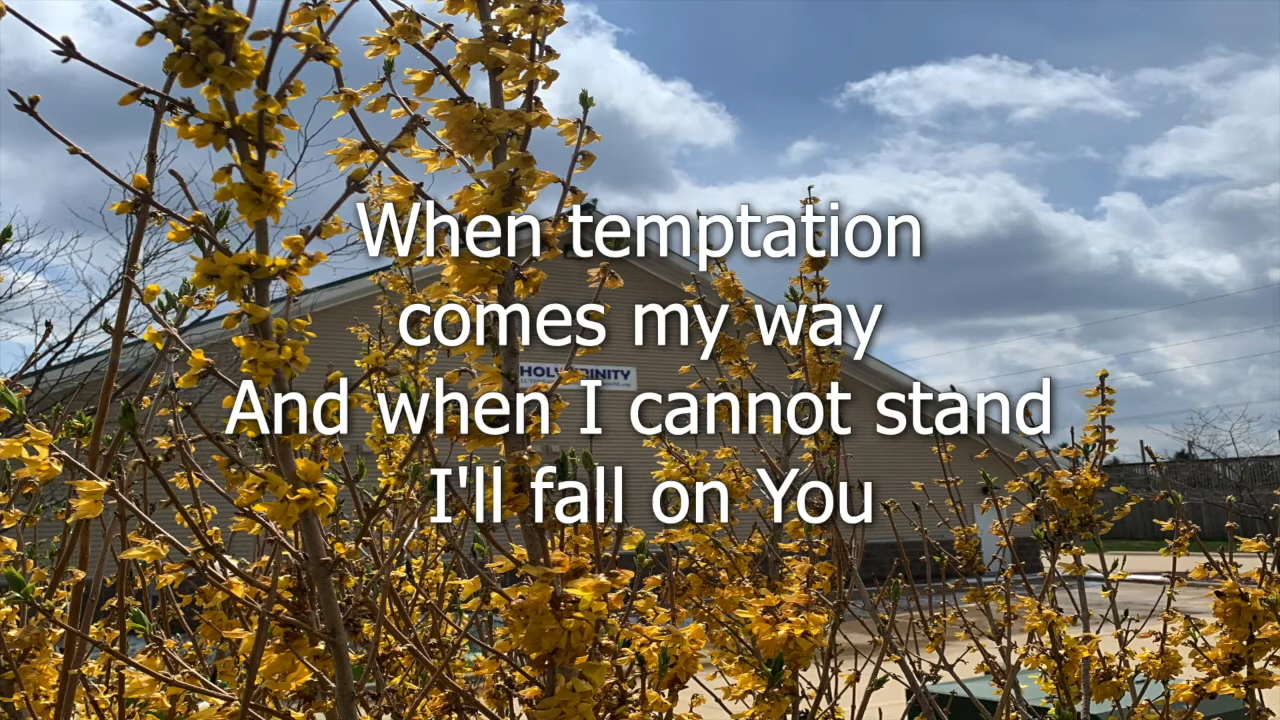 When temptation
comes my way
HOLY TRINITY
And when I cannot stand
I'll fall on You